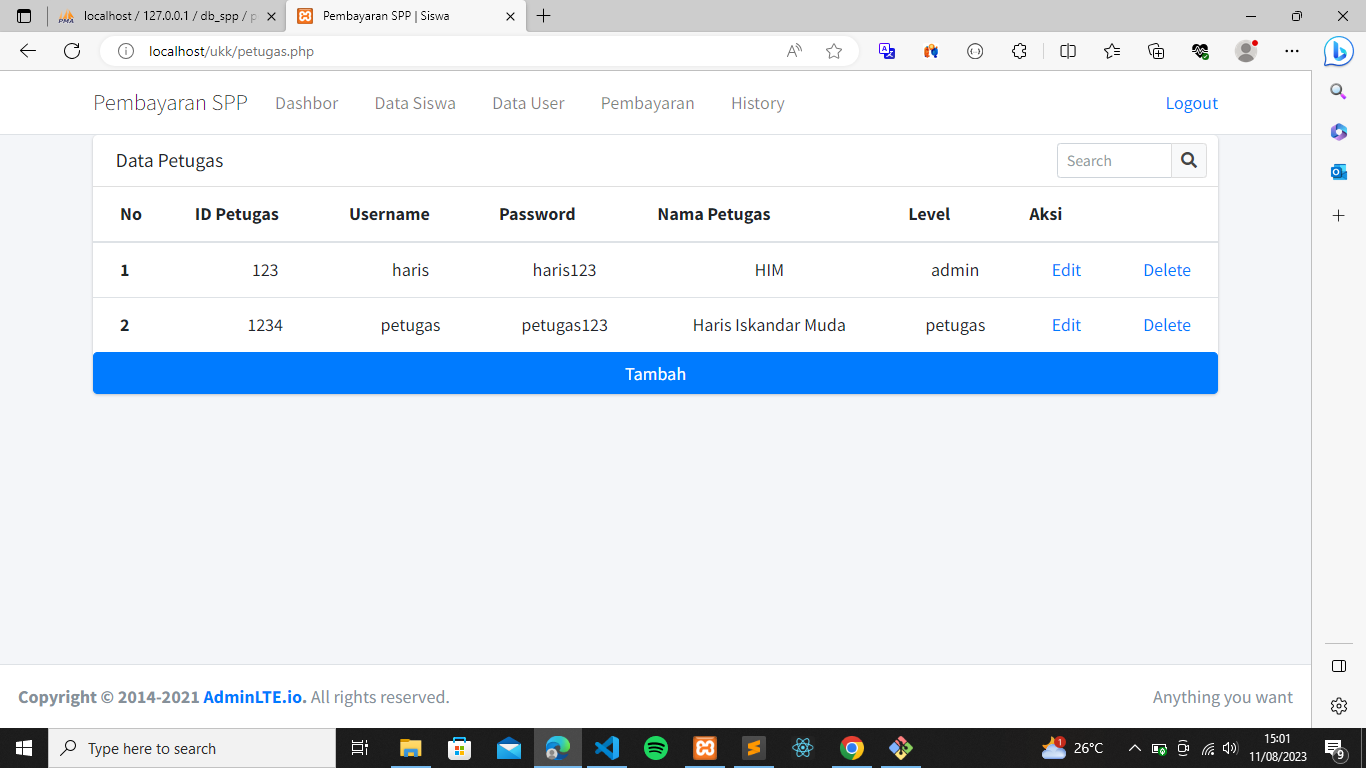 PMA localhost / 127.0.0.1 / db_spp / p
Pembayaran SPP | Siswa
localhost/ukk/petugas.php
Pembayaran SPP Dashbor Data Siswa Data User Pembayaran History Logout
Data Petugas Search
No ID Petugas Username Password Nama Petugas Level Aksi
1 123 haris haris123 HIM admin Edit Delete
2 1234 petugas petugas123 Haris Iskandar Muda petugas Edit Delete
Tambah
Copyright © 2014-2021 AdminLTE.io. All rights reserved. Anything you want
Type here to search
1 26°C
15:01
11/08/2023
9